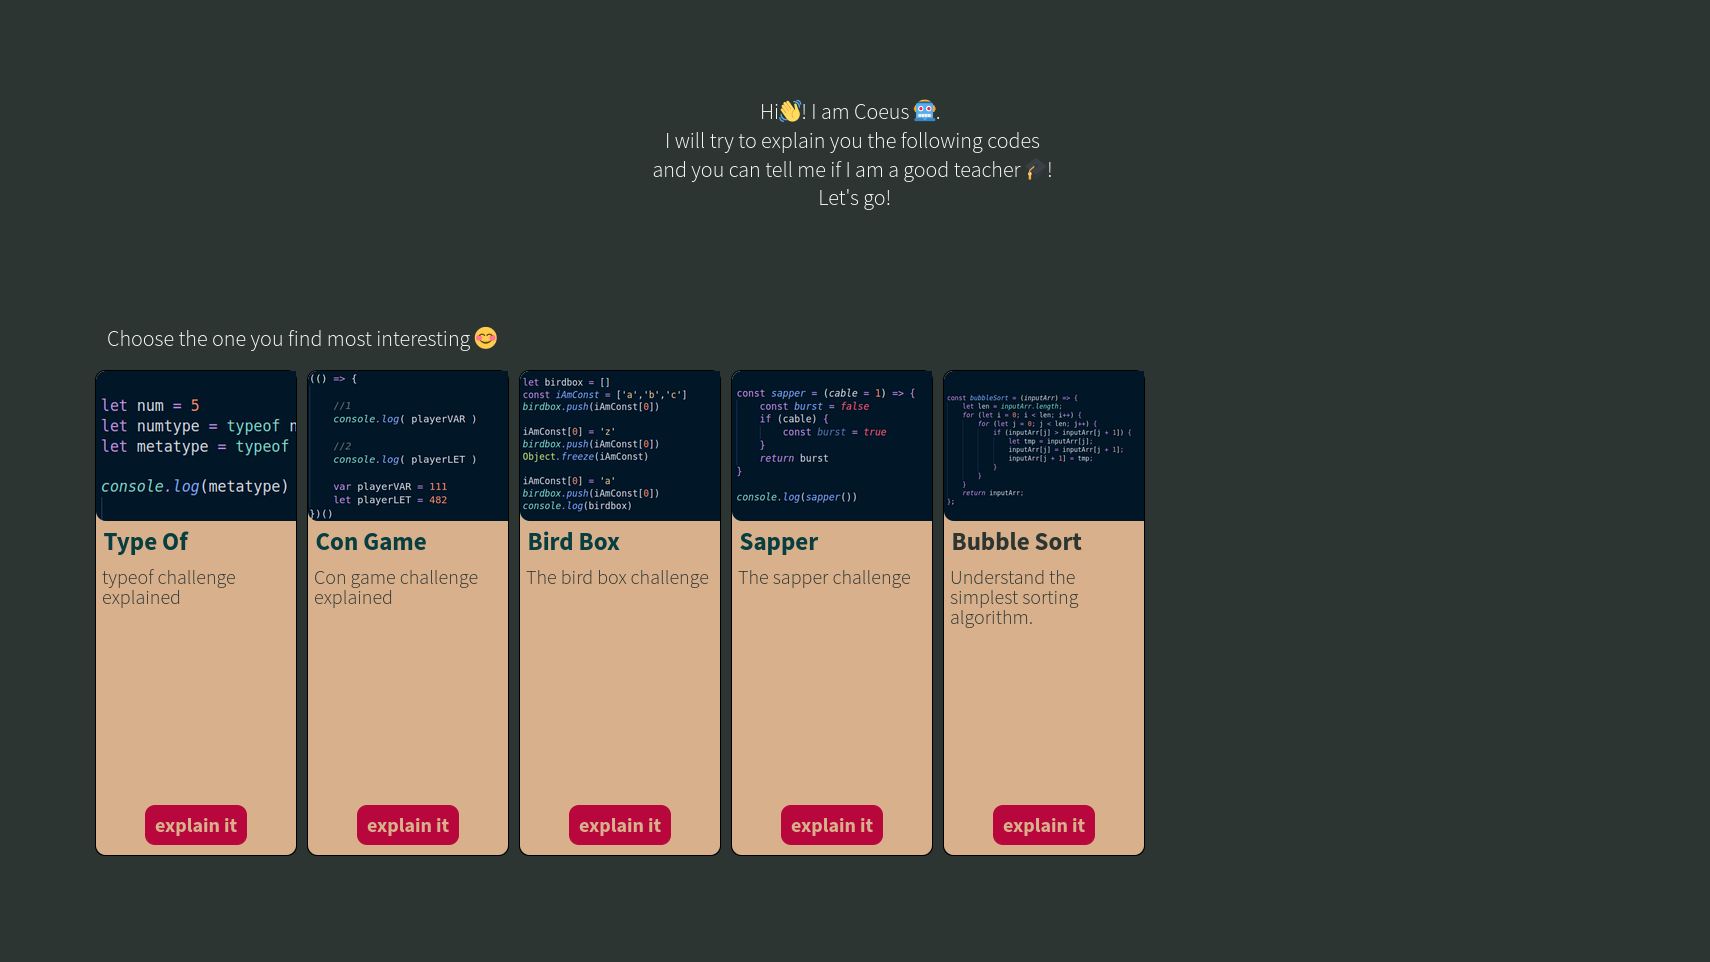 Hi👋! I am Coeus 🤖.
I will try to explain you the following codes
and you can tell me if I am a good teacher 🎓!
Let's go!
Choose the one you find most interesting 😊
let num = 5
let numtype = typeof n
let metatype = typeof
console.log(metatype)
Type Of
typeof challenge
explained
explain it
(() => {
//1
console.log( playerVAR )
//2
console.log( playerLET )
var playerVAR = 111
let playerLET = 482
})()
Con Game
Con game challenge
explained
explain it
let birdbox = []
const iAmConst = ['a','b','c']
birdbox.push(iAmConst[0])
iAmConst[0] = 'z'
birdbox.push(iAmConst[0])
Object.freeze(iAmConst)
iAmConst[0] = 'a'
birdbox.push(iAmConst[0])
console.log(birdbox)
Bird Box
The bird box challenge
explain it
const sapper = (cable = 1) => {
const burst = false
if (cable) {
const burst = true
}
return burst
}
console.log(sapper())
Sapper
The sapper challenge
explain it
const bubbleSort = (inputArr) => {
let len = inputArr.length;
for (let i = 0; i < len; i++) {
for (let j = 0; j < len; j++) {
if (inputArr[j] > inputArr[j + 1]) {
let tmp = inputArr[j];
inputArr[j] = inputArr[j + 1];
inputArr[j + 1] = tmp;
}
}
}
return inputArr;
};
Bubble Sort
Understand the
simplest sorting
algorithm.
explain it